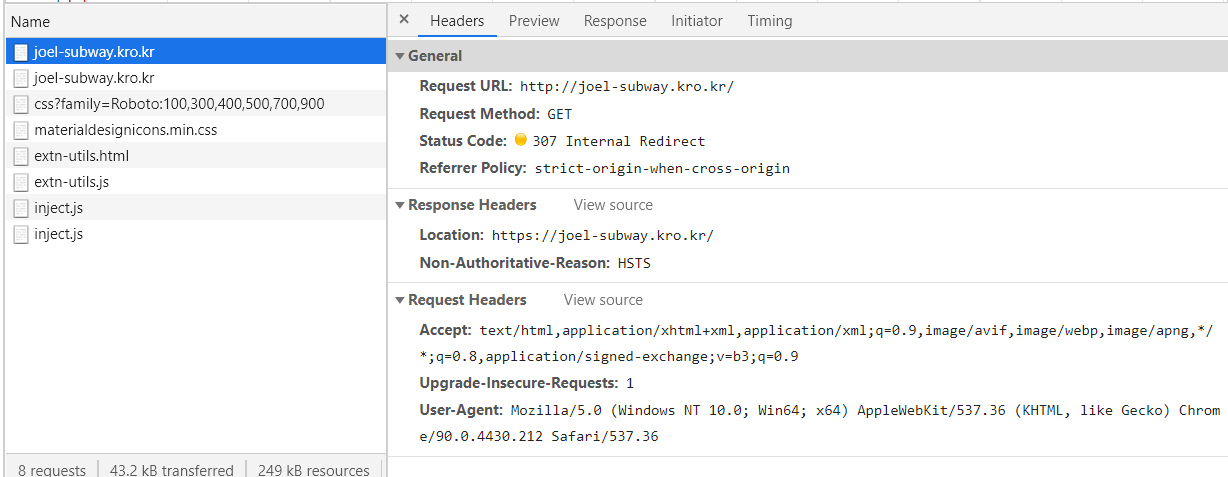 Name
joel-subway.kro.kr
joel-subway.kro.kr
css?family=Roboto:100,300,400,500,700,900
materialdesignicons.min.css
extn-utils.html
extn-utils.js
inject.js
inject.js
8 requests 43.2 kB transferred 249 kB resources
× Headers Preview Response Initiator Timing
General
Request URL: http://joel-subway.kro.kr/
Request Method: GET
Status Code: 307 Internal Redirect
Referrer Policy: strict-origin-when-cross-origin
Response Headers View source
Location: https://joel-subway.kro.kr/
Non-Authoritative-Reason: HSTS
Request Headers View source
Accept: text/html,application/xhtml+xml,application/xml;q=0.9,image/avif,image/webp,image/apng,*/
*;q=0.8,application/signed-exchange;v=b3;q=0.9
Upgrade-Insecure-Requests: 1
User-Agent: Mozilla/5.0 (Windows NT 10.0; Win64; x64) AppleWebKit/537.36 (KHTML, like Gecko) Chrom
e/90.0.4430.212 Safari/537.36